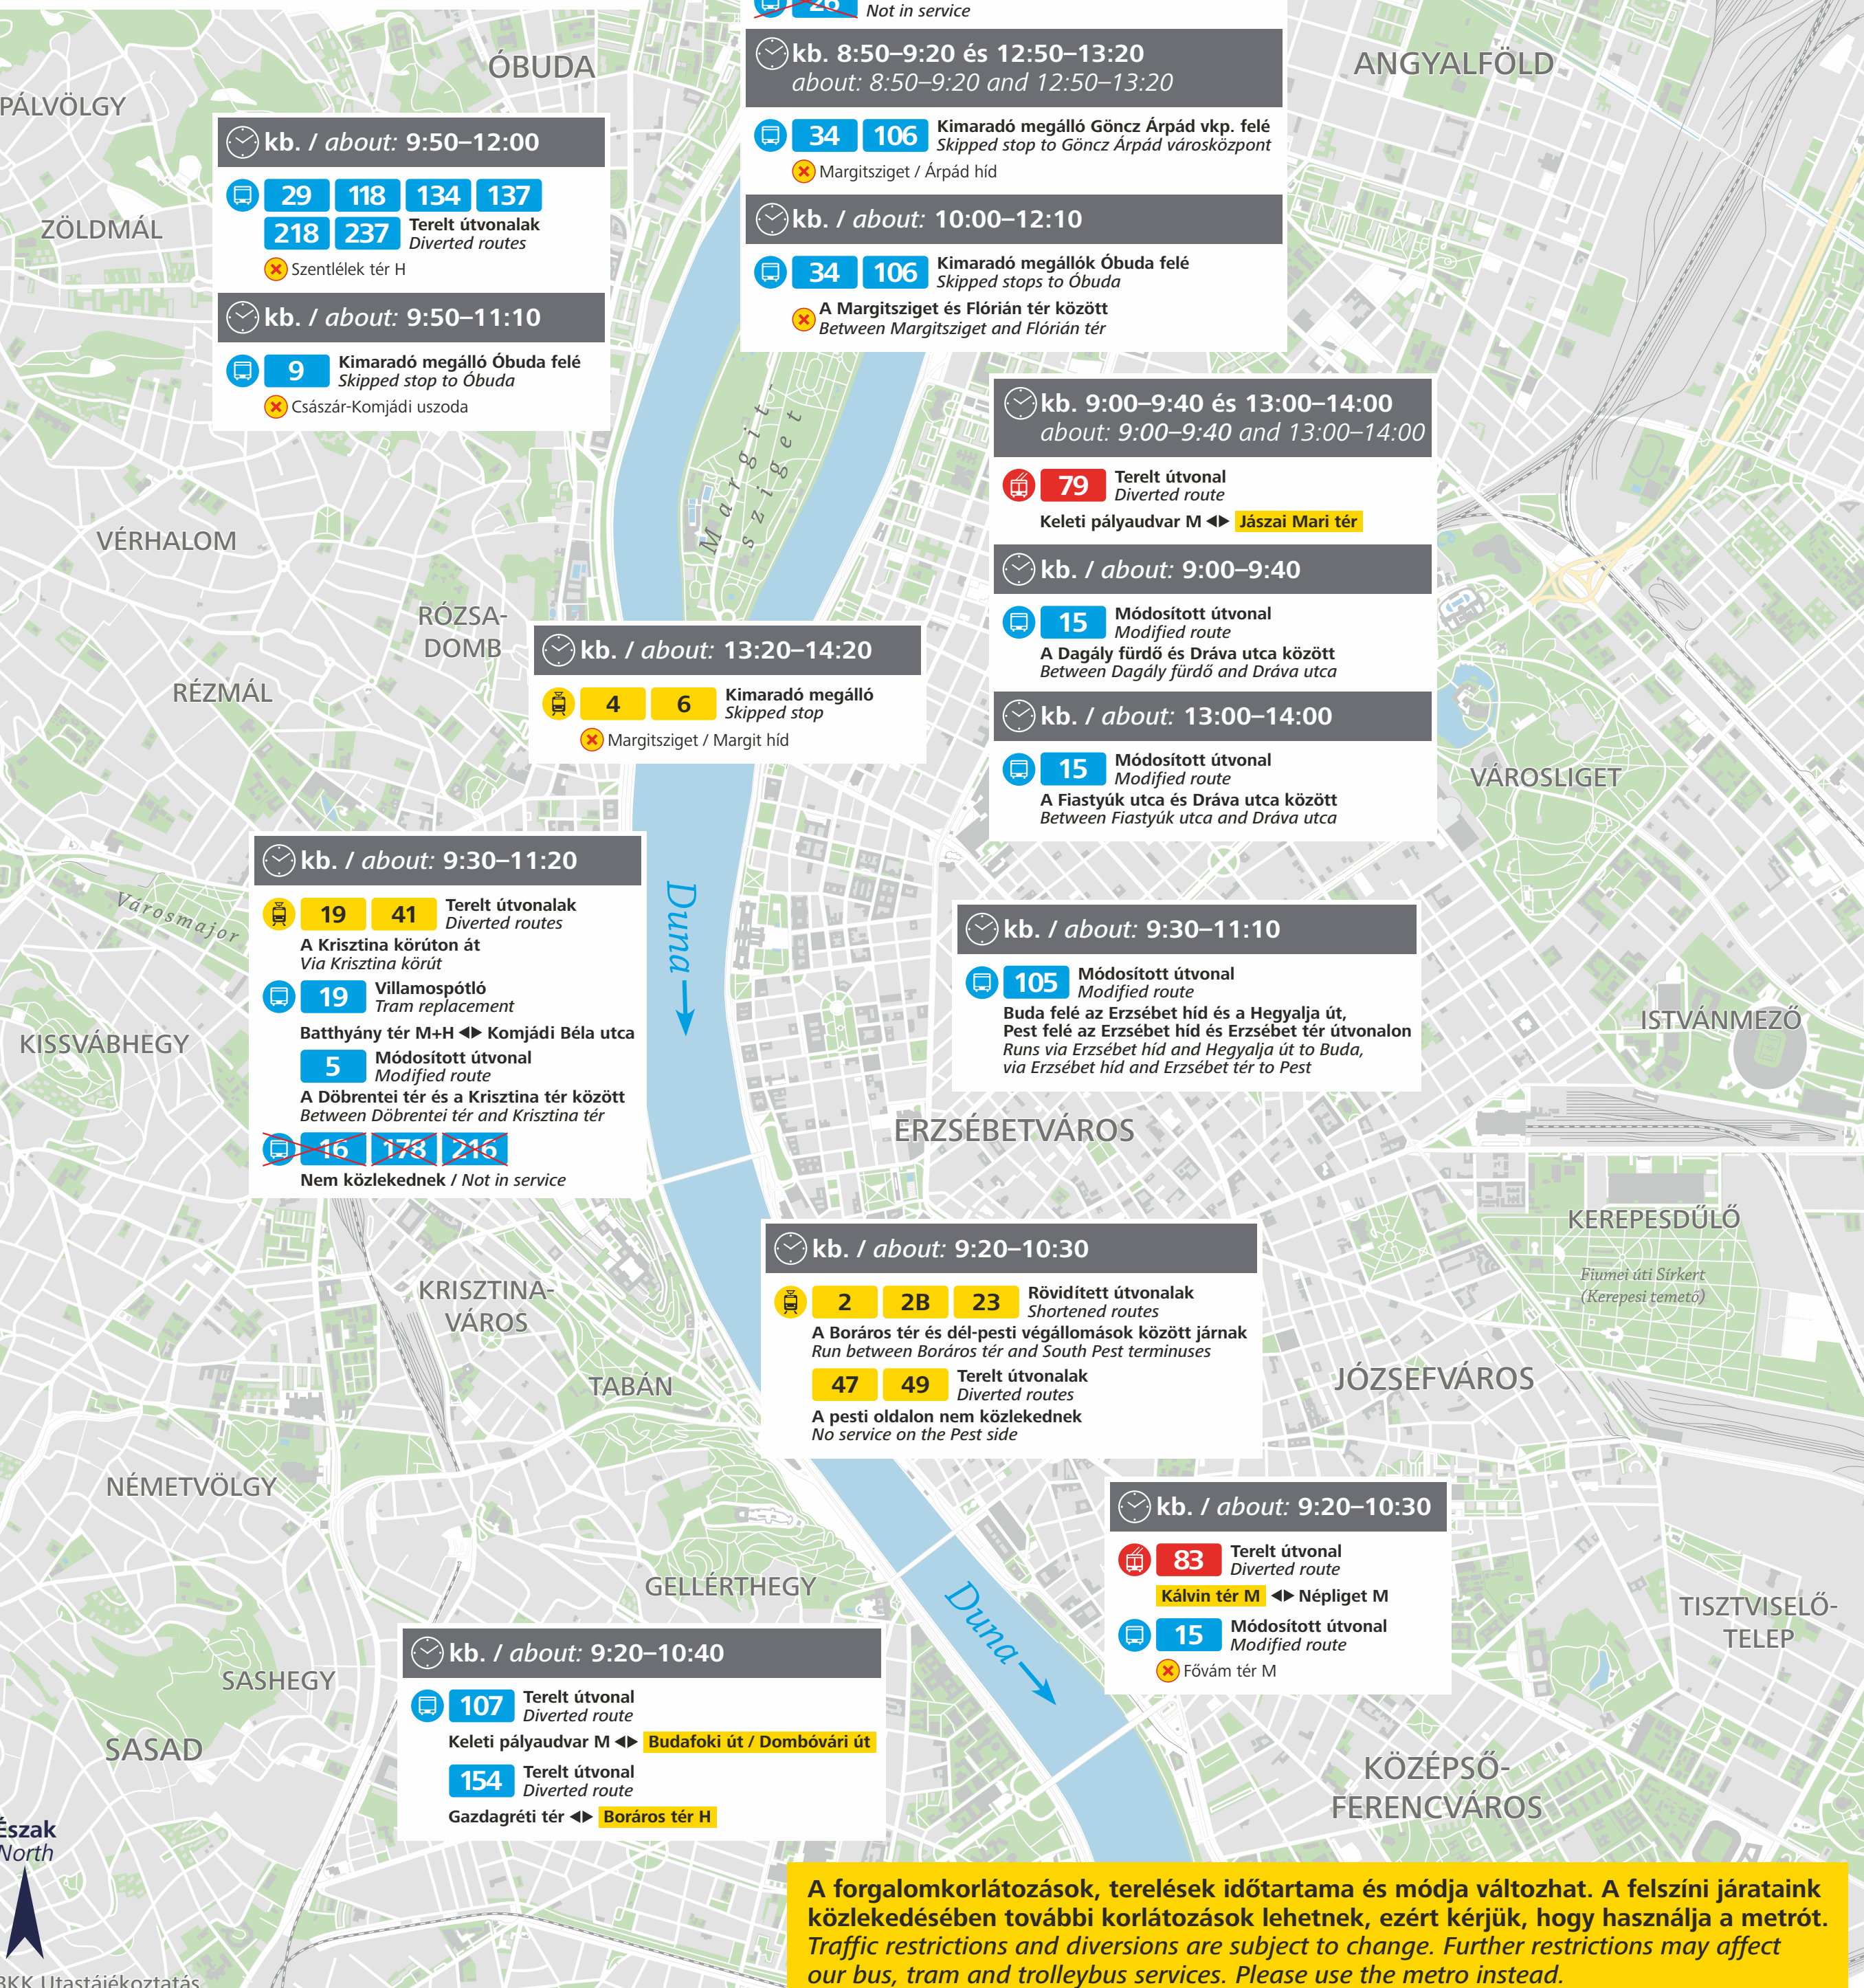 26
Not in service
kb. 8:50–9:20 és 12:50–13:20
about: 8:50–9:20 and 12:50–13:20
34 106 Kimaradó megálló Göncz Árpád vkp. felé
Skipped stop to Göncz Árpád városközpont
Margitsziget / Árpád híd
kb. / about: 10:00–12:10
34 106 Kimaradó megállók Óbuda felé
Skipped stops to Óbuda
A Margitsziget és Flórián tér között
Between Margitsziget and Flórián tér
ÓBUDA
ANGYALFÖLD
PÁLVÖLGY
kb. / about: 9:50–12:00
29 118 134 137
218 237 Terelt útvonalak
Diverted routes
Szentlélek tér H
kb. / about: 9:50–11:10
9 Kimaradó megálló Óbuda felé
Skipped stop to Óbuda
Császár-Komjádi uszoda
ZÖLDMÁL
Margit-
sziget
kb. 9:00–9:40 és 13:00–14:00
about: 9:00–9:40 and 13:00–14:00
79 Terelt útvonal
Diverted route
Keleti pályaudvar M Jászai Mari tér
kb. / about: 9:00–9:40
15 Módosított útvonal
Modified route
A Dagály fürdő és Dráva utca között
Between Dagály fürdő and Dráva utca
kb. / about: 13:00–14:00
15 Módosított útvonal
Modified route
A Fiastyúk utca és Dráva utca között
Between Fiastyúk utca and Dráva utca
VÉRHALOM
RÓZSA-
DOMB
RÉZMÁL
kb. / about: 13:20–14:20
4 6 Kimaradó megálló
Skipped stop
Margitsziget / Margit híd
VÁROSLIGET
Városmajor
kb. / about: 9:30–11:20
19 41 Terelt útvonalak
Diverted routes
A Krisztina körúton át
Via Krisztina körút
19 Villamospótló
Tram replacement
Batthyány tér M+H Komjádi Béla utca
5 Módosított útvonal
Modified route
A Döbrentei tér és a Krisztina tér között
Between Döbrentei tér and Krisztina tér
16 178 216
Nem közlekednek / Not in service
Duna
kb. / about: 9:30–11:10
105 Módosított útvonal
Modified route
Buda felé az Erzsébet híd és a Hegyalja út,
Pest felé az Erzsébet híd és Erzsébet tér útvonalon
Runs via Erzsébet híd and Hegyalja út to Buda,
via Erzsébet híd and Erzsébet tér to Pest
KISSVÁBHEGY
ISTVÁNMEZŐ
ERZSÉBETVÁROS
KEREPESDŰLŐ
Fiumei úti Sírkert
(Kerepesi temető)
kb. / about: 9:20–10:30
2 2B 23 Rövidített útvonalak
Shortened routes
A Boráros tér és dél-pesti végállomások között járnak
Run between Boráros tér and South Pest terminuses
47 49 Terelt útvonalak
Diverted routes
A pesti oldalon nem közlekednek
No service on the Pest side
KRISZTINA-
VÁROS
TABÁN
JÓZSEFVÁROS
NÉMETVÖLGY
GELLÉRTHEGY
Duna
kb. / about: 9:20–10:30
83 Terelt útvonal
Diverted route
Kálvin tér M Népliget M
15 Módosított útvonal
Modified route
Fővám tér M
TISZTVISELŐ-
TELEP
SASHEGY
kb. / about: 9:20–10:40
107 Terelt útvonal
Diverted route
Keleti pályaudvar M Budafoki út / Dombóvári út
154 Terelt útvonal
Diverted route
Gazdagréti tér Boráros tér H
SASAD
KÖZÉPSŐ-
FERENCVÁROS
Észak
North
A forgalomkorlátozások, terelések időtartama és módja változhat. A felszíni járataink
közlekedésében további korlátozások lehetnek, ezért kérjük, hogy használja a metrót.
Traffic restrictions and diversions are subject to change. Further restrictions may affect
our bus, tram and trolleybus services. Please use the metro instead.
BKK Utastájékoztatás